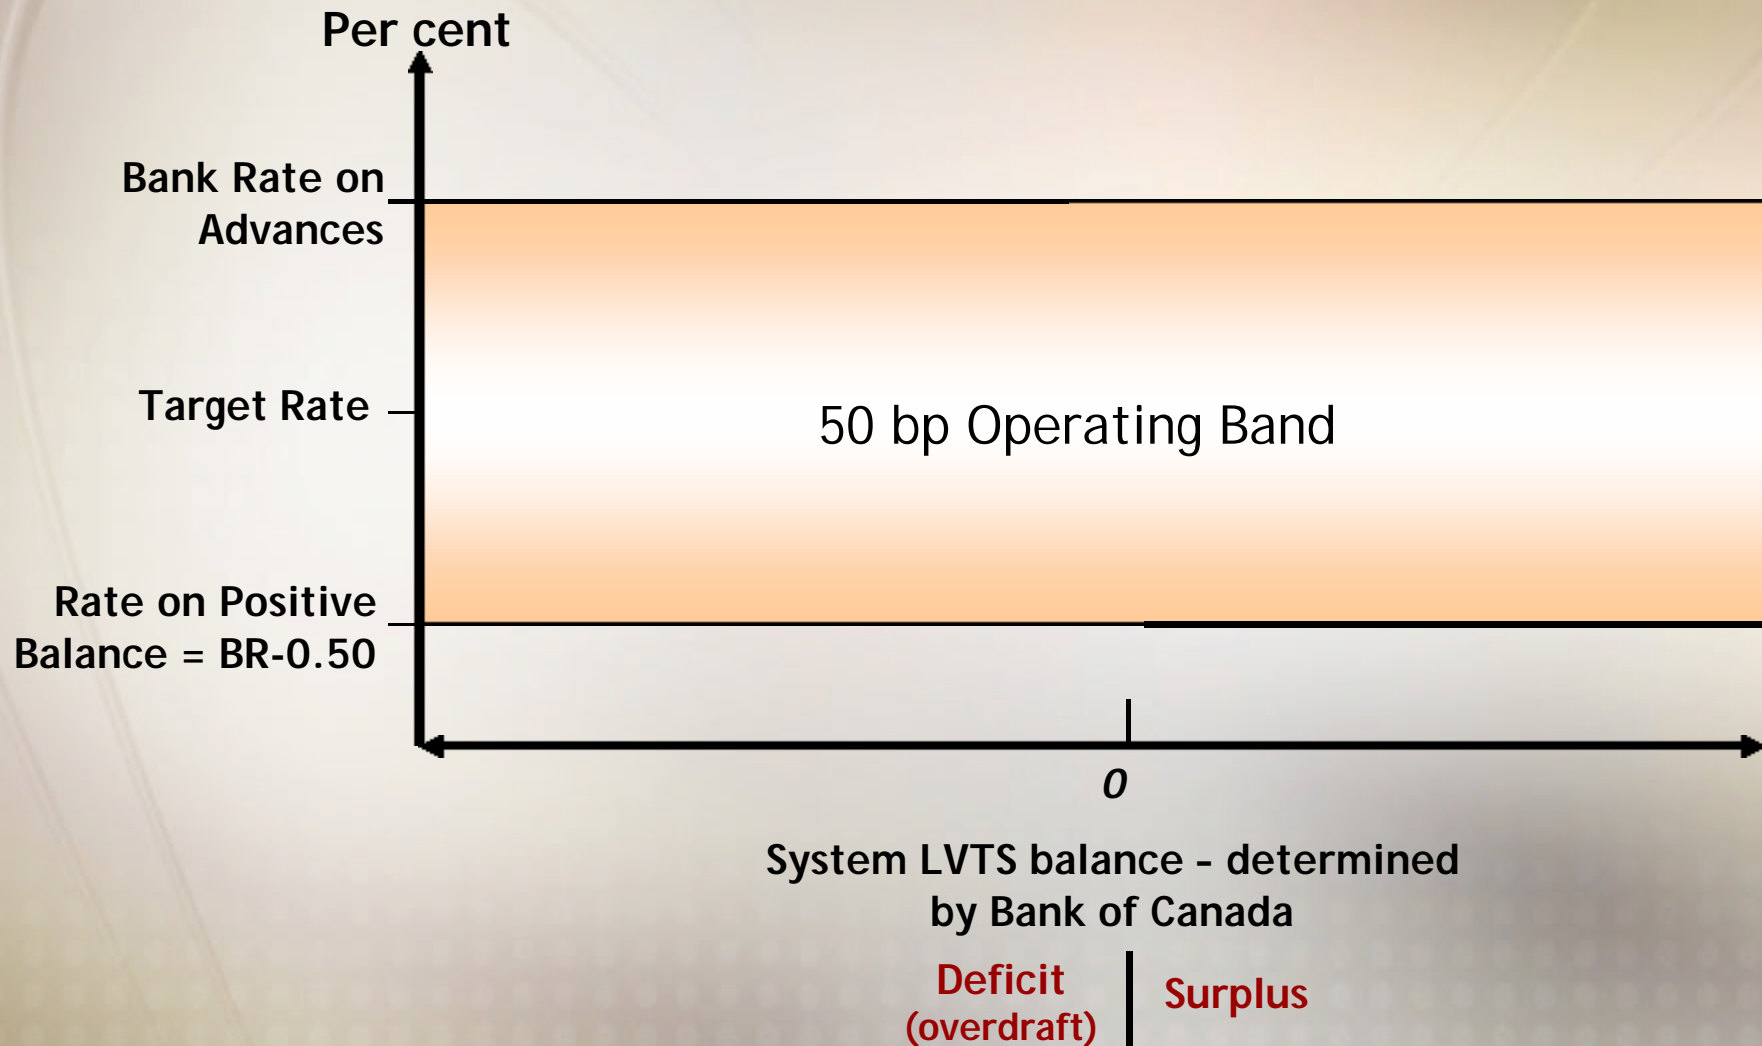 Per cent
Bank Rate on
Advances
Target Rate
50 bp Operating Band
Rate on Positive
Balance = BR-0.50
0
System LVTS balance - determined
by Bank of Canada
Deficit
(overdraft)
Surplus